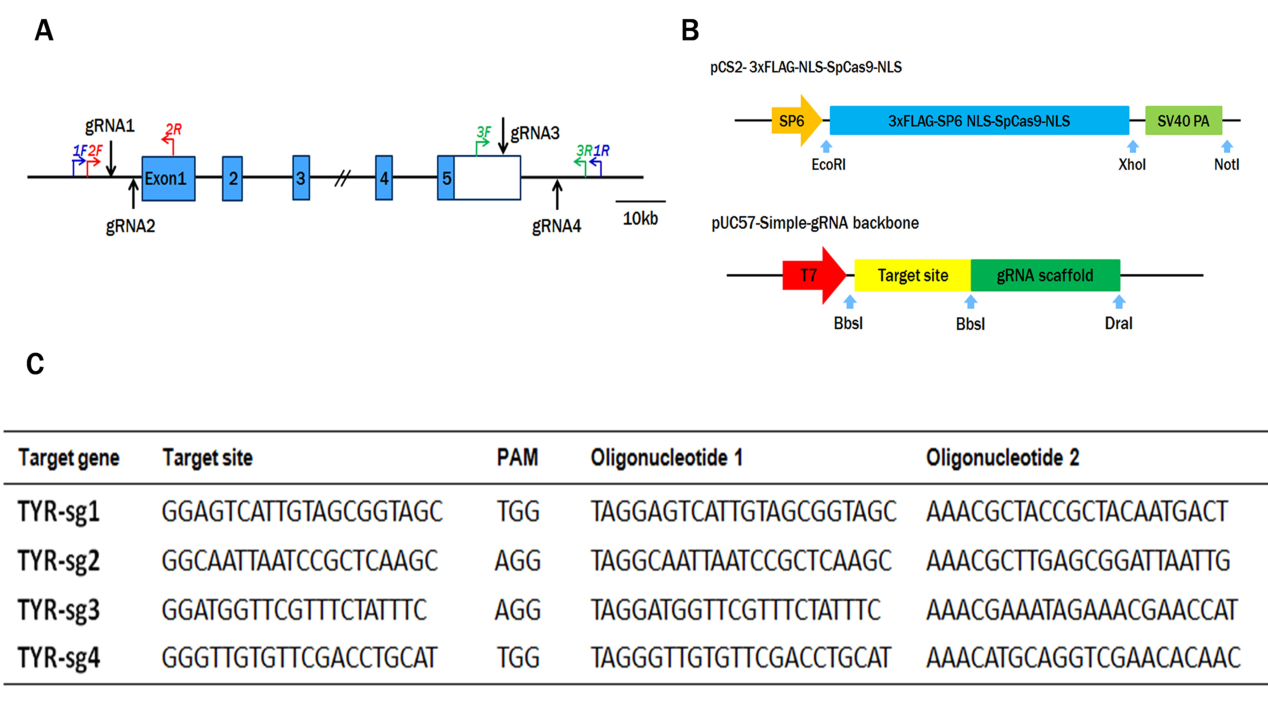 A
B
pCS2- 3xFLAG-NLS-SpCas9-NLS
SP6
3xFLAG-SP6 NLS-SpCas9-NLS
SV40 PA
EcoRI
XhoI
NotI
gRNA1
2R
3F
gRNA3
1F
2F
3R
1R
Exon1
2
3
4
5
gRNA2
gRNA4
10kb
pUC57-Simple-gRNA backbone
T7
Target site
gRNA scaffold
BbsI
BbsI
DraI
C
Target gene Target site PAM Oligonucleotide 1 Oligonucleotide 2
TYR-sg1 GGAGTCATTGTAGCGGTAGC TGG TAGGAGTCATTGTAGCGGTAGC AAACGCTACCGCTACAATGACT
TYR-sg2 GGCAATTAATCCGCTCAAGC AGG TAGGCAATTAATCCGCTCAAGC AAACGCTTGAGCGGATTAATTG
TYR-sg3 GGATGGTTCGTTTCTATTTC AGG TAGGATGGTTCGTTTCTATTTC AAACGAAATAGAAACGAACCAT
TYR-sg4 GGGTTGTGTTCGACCTGCAT TGG TAGGGTTGTGTTCGACCTGCAT AAACATGCAGGTCGAACACAAC